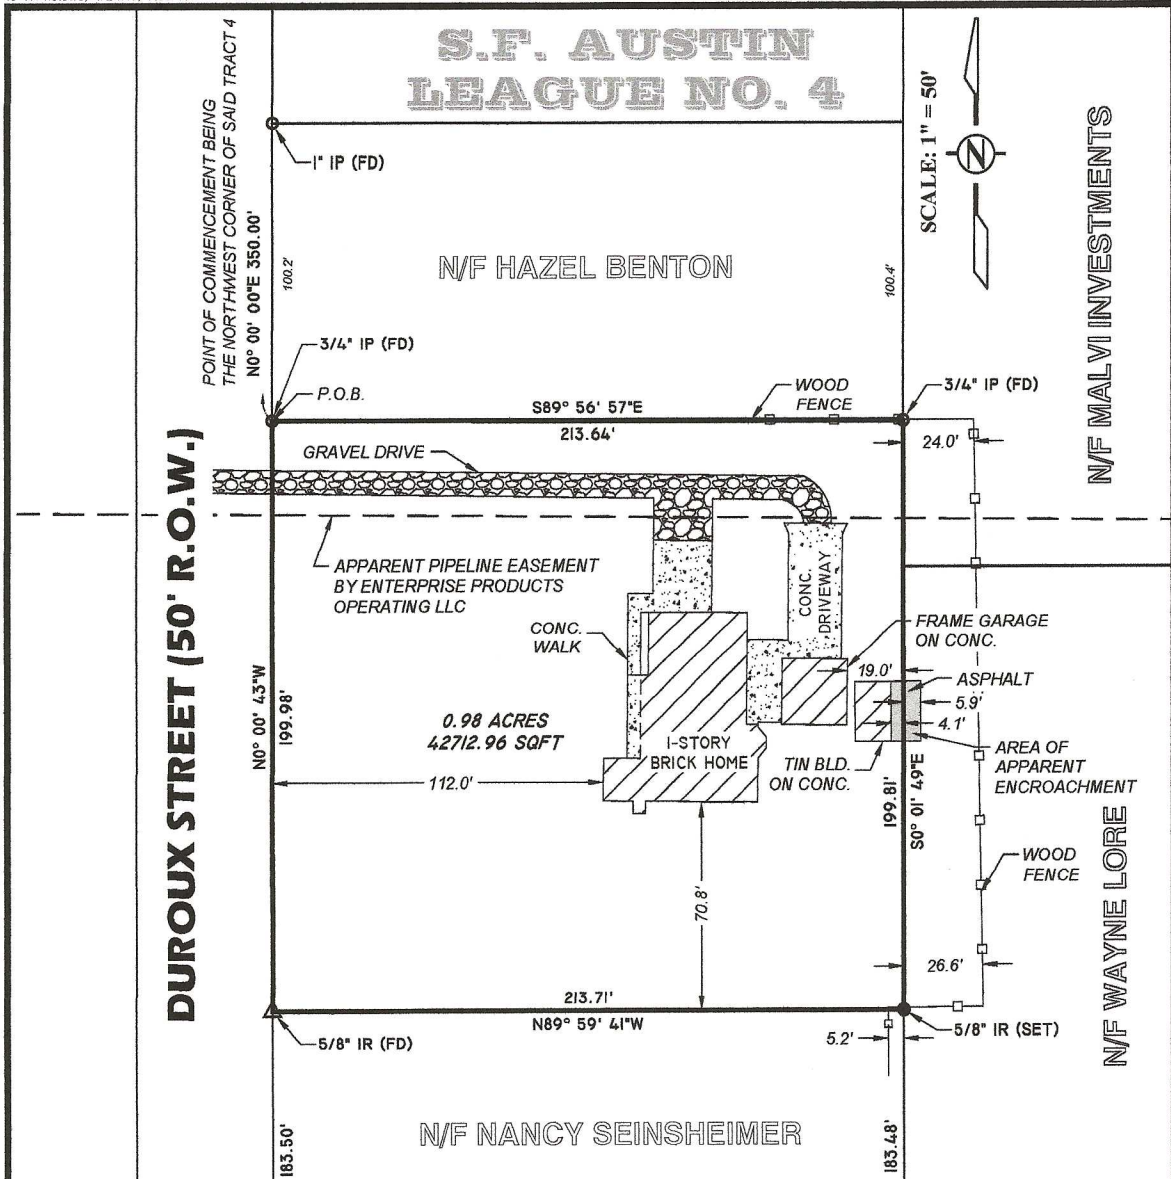 S.F. AUSTIN
LEAGUE NO. 4
POINT OF COMMENCEMENT BEING
THE NORTHWEST CORNER OF SAID TRACT 4
N0° 00' 00"E 350.00'
1" IP (FD)
SCALE: 1" = 50'
N
N/F MALVI INVESTMENTS
100.2'
N/F HAZEL BENTON
100.4'
3/4" IP (FD)
P.O.B.
S89° 56' 57"E
213.64'
WOOD
FENCE
3/4" IP (FD)
24.0'
GRAVEL DRIVE
DUROUX STREET (50' R.O.W.)
APPARENT PIPELINE EASEMENT
BY ENTERPRISE PRODUCTS
OPERATING LLC
CONC.
DRIVEWAY
CONC.
WALK
FRAME GARAGE
ON CONC.
19.0'
ASPHALT
5.9'
4.1'
N0° 00' 43"W
199.98'
0.98 ACRES
42712.96 SQFT
1-STORY
BRICK HOME
TIN BLD.
ON CONC.
AREA OF
APPARENT
ENCROACHMENT
112.0'
199.81'
S0° 01' 49"E
70.8'
WOOD
FENCE
N/F WAYNE LORE
26.6'
213.71'
N89° 59' 41"W
5/8" IR (FD)
5.2'
5/8" IR (SET)
N/F NANCY SEINSHEIMER
183.50'
183.48'